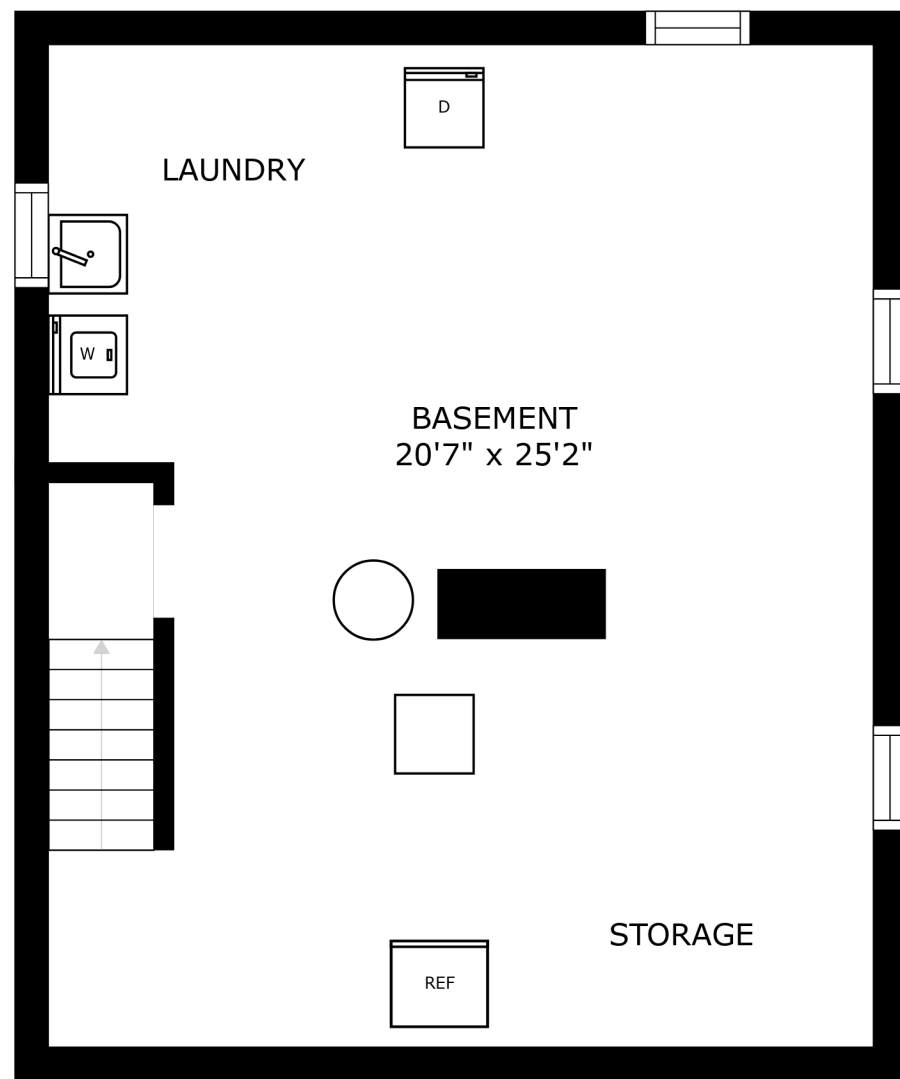 D
LAUNDRY
W
BASEMENT
20'7" x 25'2"
STORAGE
REF